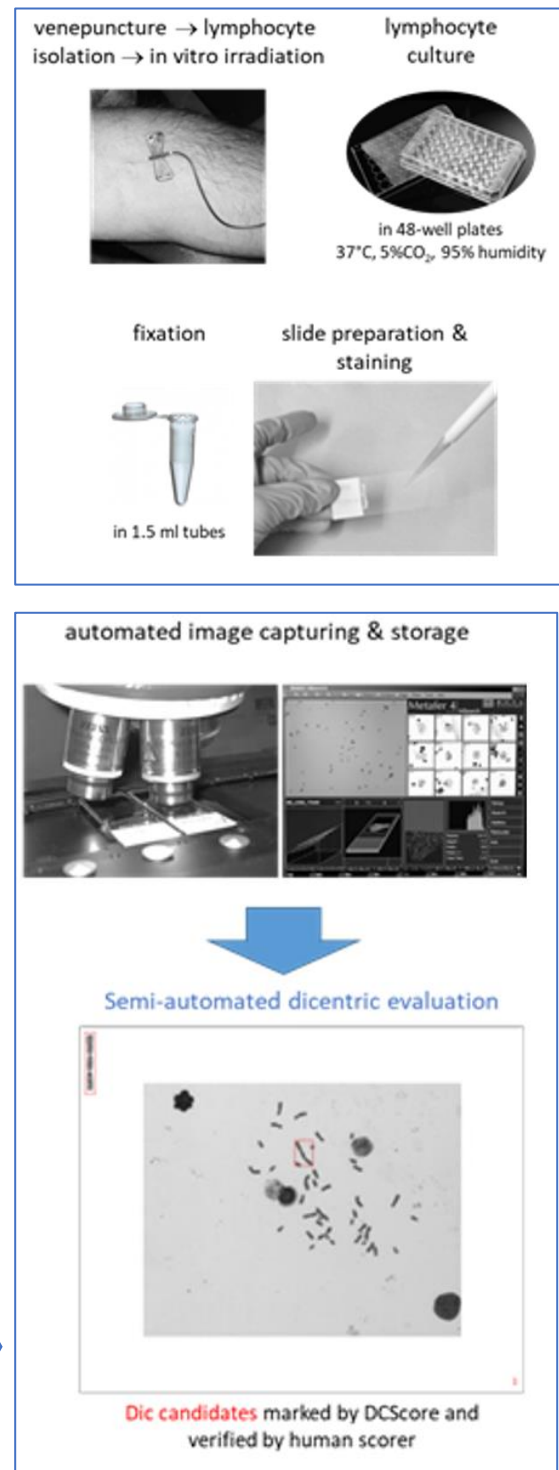 venepuncture → lymphocyte
isolation → in vitro irradiation
lymphocyte
culture
in 48-well plates
37°C, 5%CO₂, 95% humidity
fixation
slide preparation &
staining
in 1.5 ml tubes
automated image capturing & storage
Metafer 4
Semi-automated dicentric evaluation
1
Dic candidates marked by DCScore and
verified by human scorer